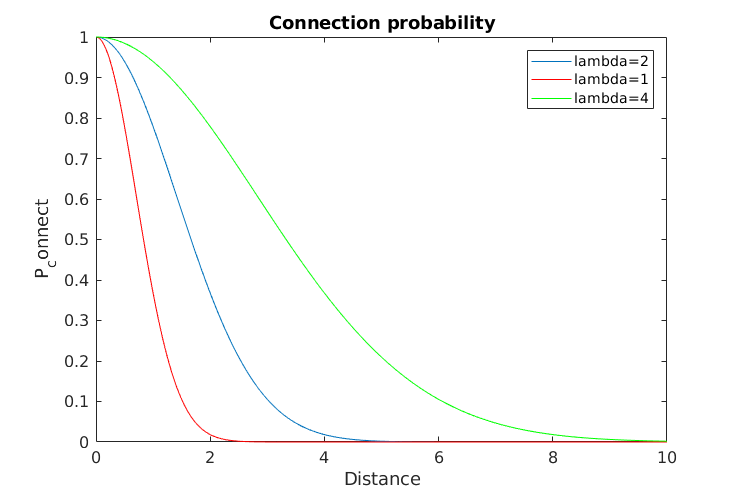 Connection probability
lambda=2
lambda=1
lambda=4
1
0.9
0.8
0.7
0.6
0.5
0.4
0.3
0.2
0.1
0
P_connect
0 2 4 6 8 10
Distance